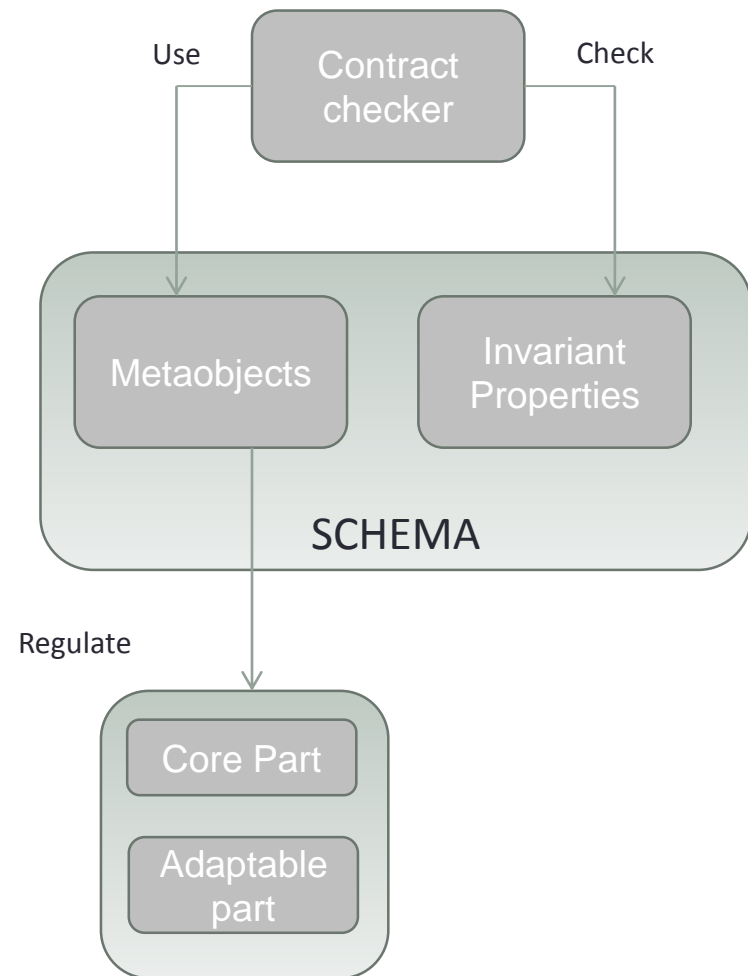 Use
Contract
checker
Check
Metaobjects
Invariant
Properties
SCHEMA
Regulate
Core Part
Adaptable
part